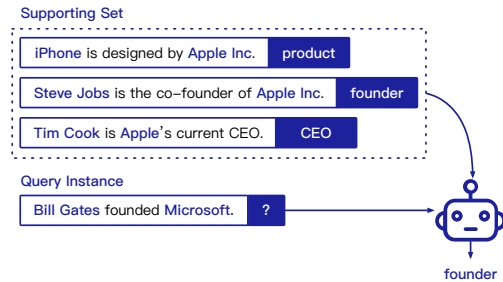 Supporting Set
iPhone is designed by Apple Inc. product
Steve Jobs is the co-founder of Apple Inc. founder
Tim Cook is Apple's current CEO. CEO
Query Instance
Bill Gates founded Microsoft. ?
founder